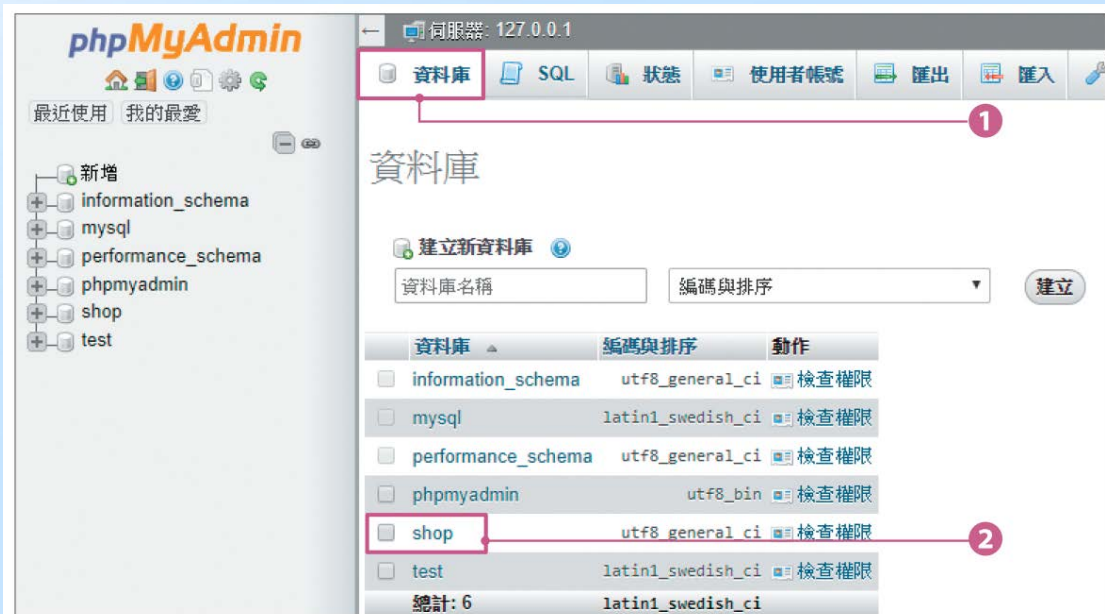 phpMyAdmin
最近使用 我的最愛
新增
information_schema
mysql
performance_schema
phpmyadmin
shop
test
伺服器: 127.0.0.1
資料庫 SQL 狀態 使用者帳號 匯出 匯入
1
資料庫
建立新資料庫
資料庫名稱 編碼與排序 建立
資料庫 編碼與排序 動作
information_schema utf8_general_ci 檢查權限
mysql latin1_swedish_ci 檢查權限
performance_schema utf8_general_ci 檢查權限
phpmyadmin utf8_bin 檢查權限
shop utf8_general_ci 檢查權限
2
test latin1_swedish_ci 檢查權限
總計: 6 latin1_swedish_ci